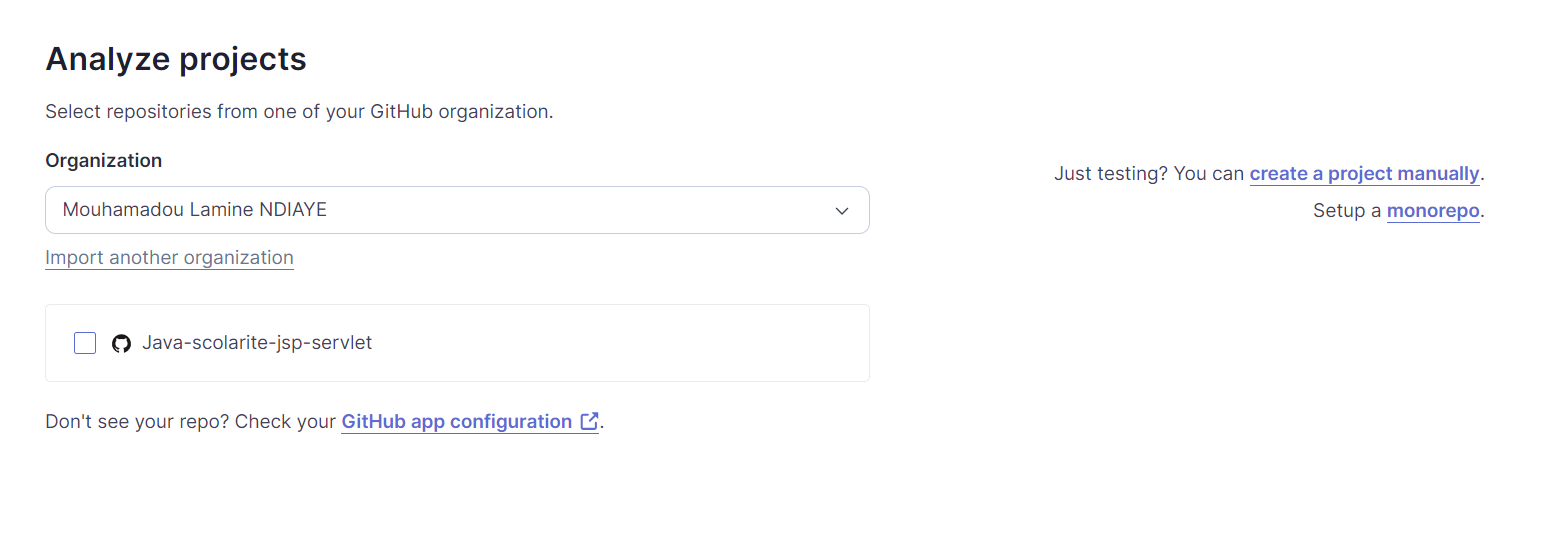 Analyze projects
Select repositories from one of your GitHub organization.
Organization
Mouhamadou Lamine NDIAYE
Import another organization
Just testing? You can create a project manually.
Setup a monorepo.
Java-scolarite-jsp-servlet
Don't see your repo? Check your GitHub app configuration.